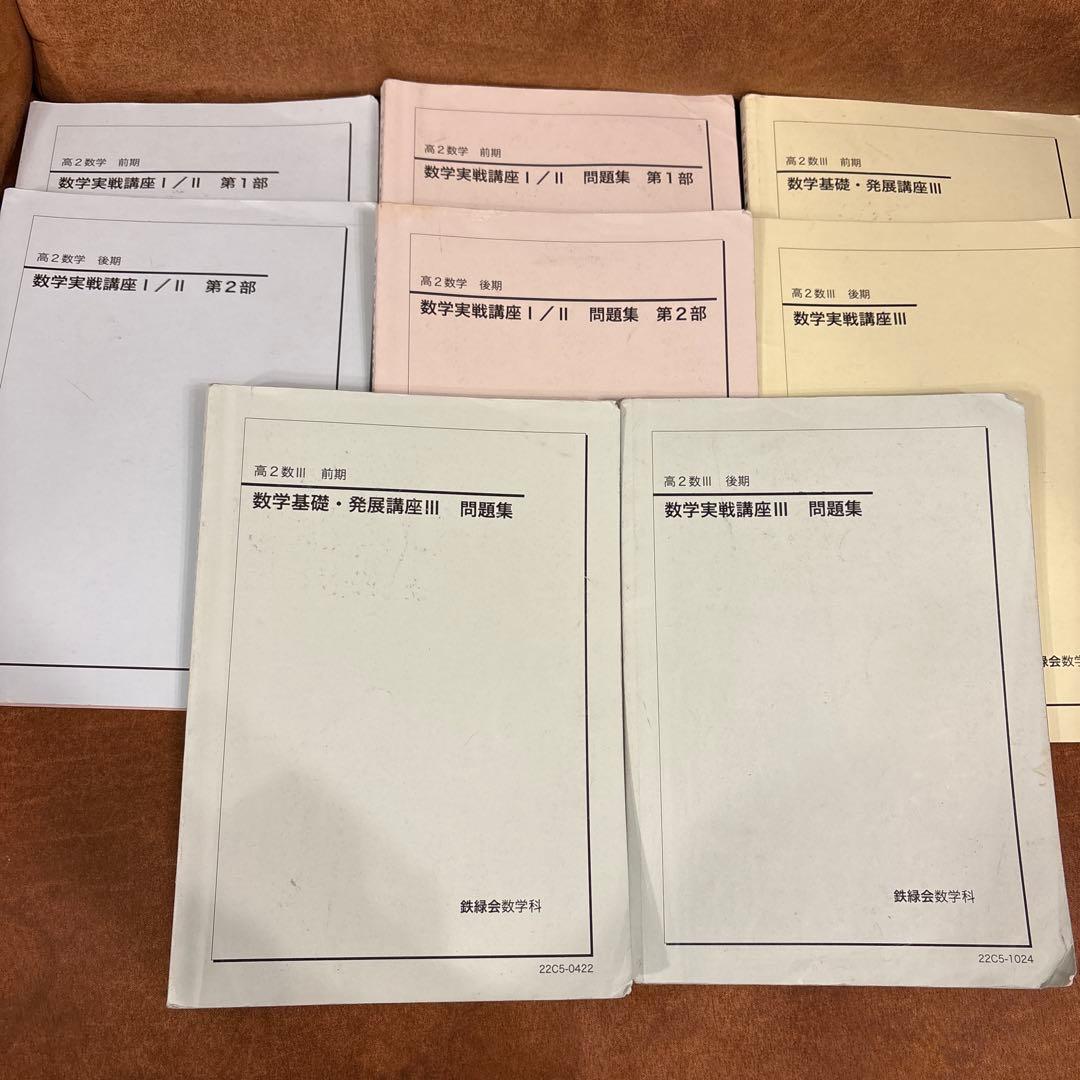 高２数学　前期
数学実戦講座Ⅰ／Ⅱ　第１部
高２数学　前期
数学実戦講座Ⅰ／Ⅱ　問題集　第１部
高２数Ⅲ　前期
数学基礎・発展講座Ⅲ
高２数学　後期
数学実戦講座Ⅰ／Ⅱ　第２部
高２数学　後期
数学実戦講座Ⅰ／Ⅱ　問題集　第２部
高２数Ⅲ　後期
数学実戦講座Ⅲ
緑会数学
高２数Ⅲ　前期
数学基礎・発展講座Ⅲ　問題集
鉄緑会数学科
22C5-0422
高２数Ⅲ　後期
数学実戦講座Ⅲ　問題集
鉄緑会数学科
22C5-1024